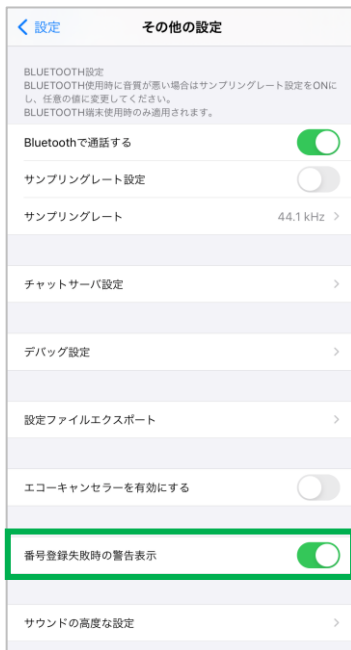 設定
その他の設定
BLUETOOTH設定
BLUETOOTH使用時に音質が悪い場合はサンプリングレート設定をONに
し、任意の値に変更してください。
BLUETOOTH端末使用時のみ適用されます。
Bluetoothで通話する
サンプリングレート設定
サンプリングレート 44.1 kHz
チャットサーバ設定
デバッグ設定
設定ファイルエクスポート
エコーキャンセラーを有効にする
番号登録失敗時の警告表示
サウンドの高度な設定